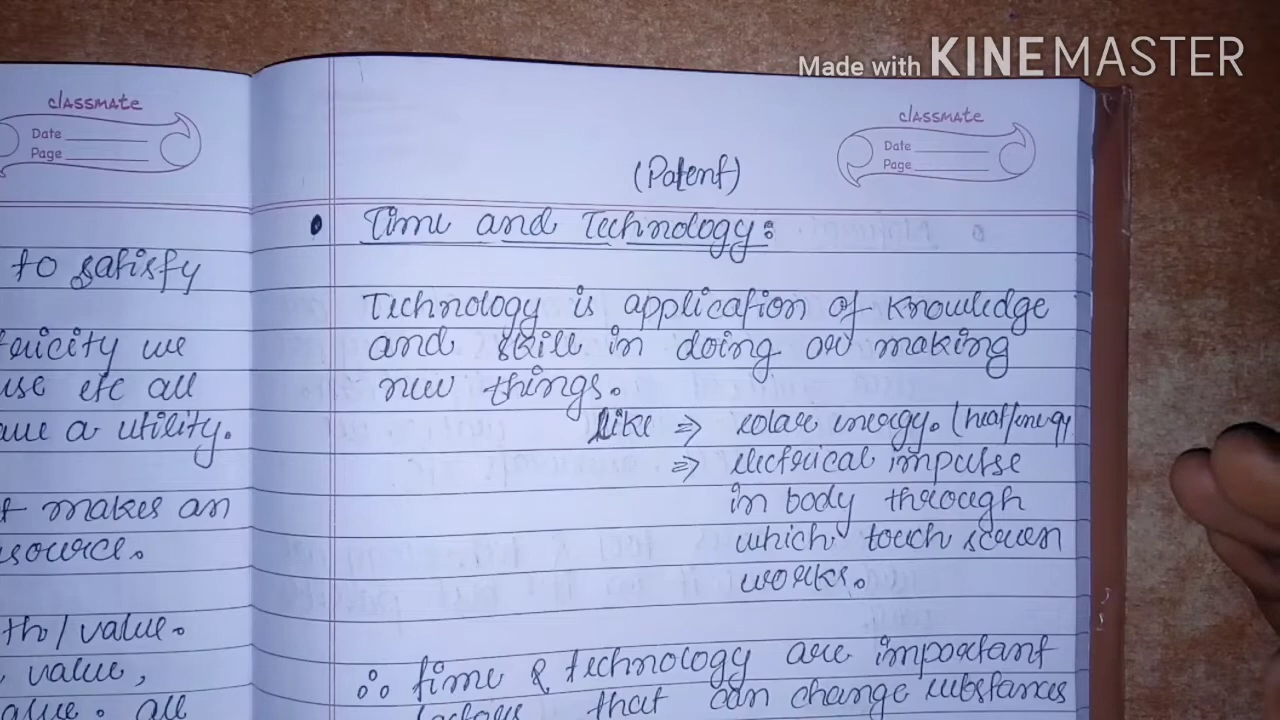 Made with KINEMASTER
classmate
Date
Page
to satisfy
we
use etc all
a utility.
makes an
source.
/value.
value,
all
classmate
Date
Page
(Patent)
• Time and Technology:
Technology is application of knowledge
and skill in doing or making
new things.
like ⇒ solar energy. (heat/energy
⇒ electrical impulse
in body through
which touch screen
works.
∴ time & technology are important
factors that can change substances